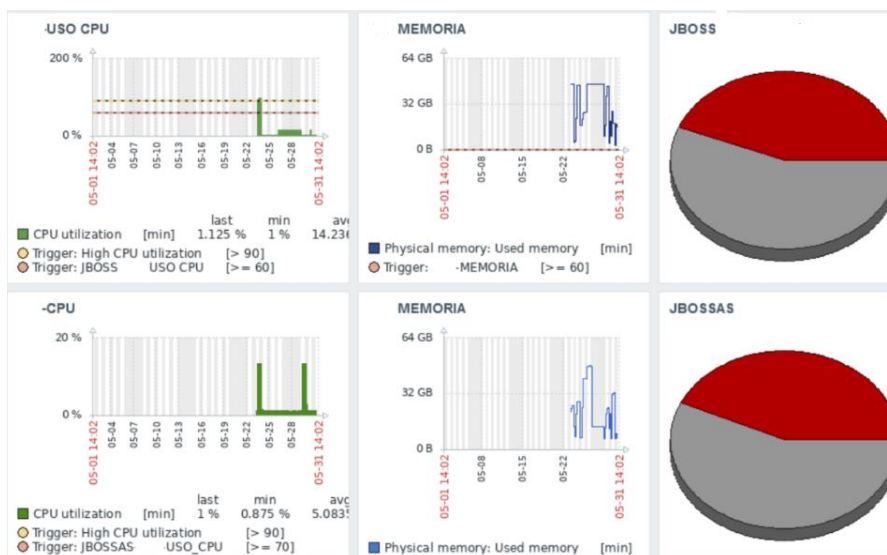 -USO CPU
200 %
0 %
05-01 14:02
05-04
05-07
05-10
05-13
05-16
05-19
05-22
05-25
05-28
05-31 14:02
last min avg
CPU utilization [min] 1.125 % 1 % 14.236
Trigger: High CPU utilization [> 90]
Trigger: JBOSS USO CPU [>= 60]
MEMORIA
64 GB
32 GB
0 B
05-01 14:02
05-08
05-15
05-22
05-31 14:02
Physical memory: Used memory [min]
Trigger: -MEMORIA [>= 60]
JBOSS
-CPU
20 %
0 %
05-01 14:02
05-04
05-07
05-10
05-13
05-16
05-19
05-22
05-25
05-28
05-31 14:02
last min avg
CPU utilization [min] 1 % 0.875 % 5.0835
Trigger: High CPU utilization [> 90]
Trigger: JBOSSAS- -USO_CPU [>= 70]
MEMORIA
64 GB
32 GB
0 B
05-01 14:02
05-08
05-15
05-22
05-31 14:02
Physical memory: Used memory [min]
JBOSSAS